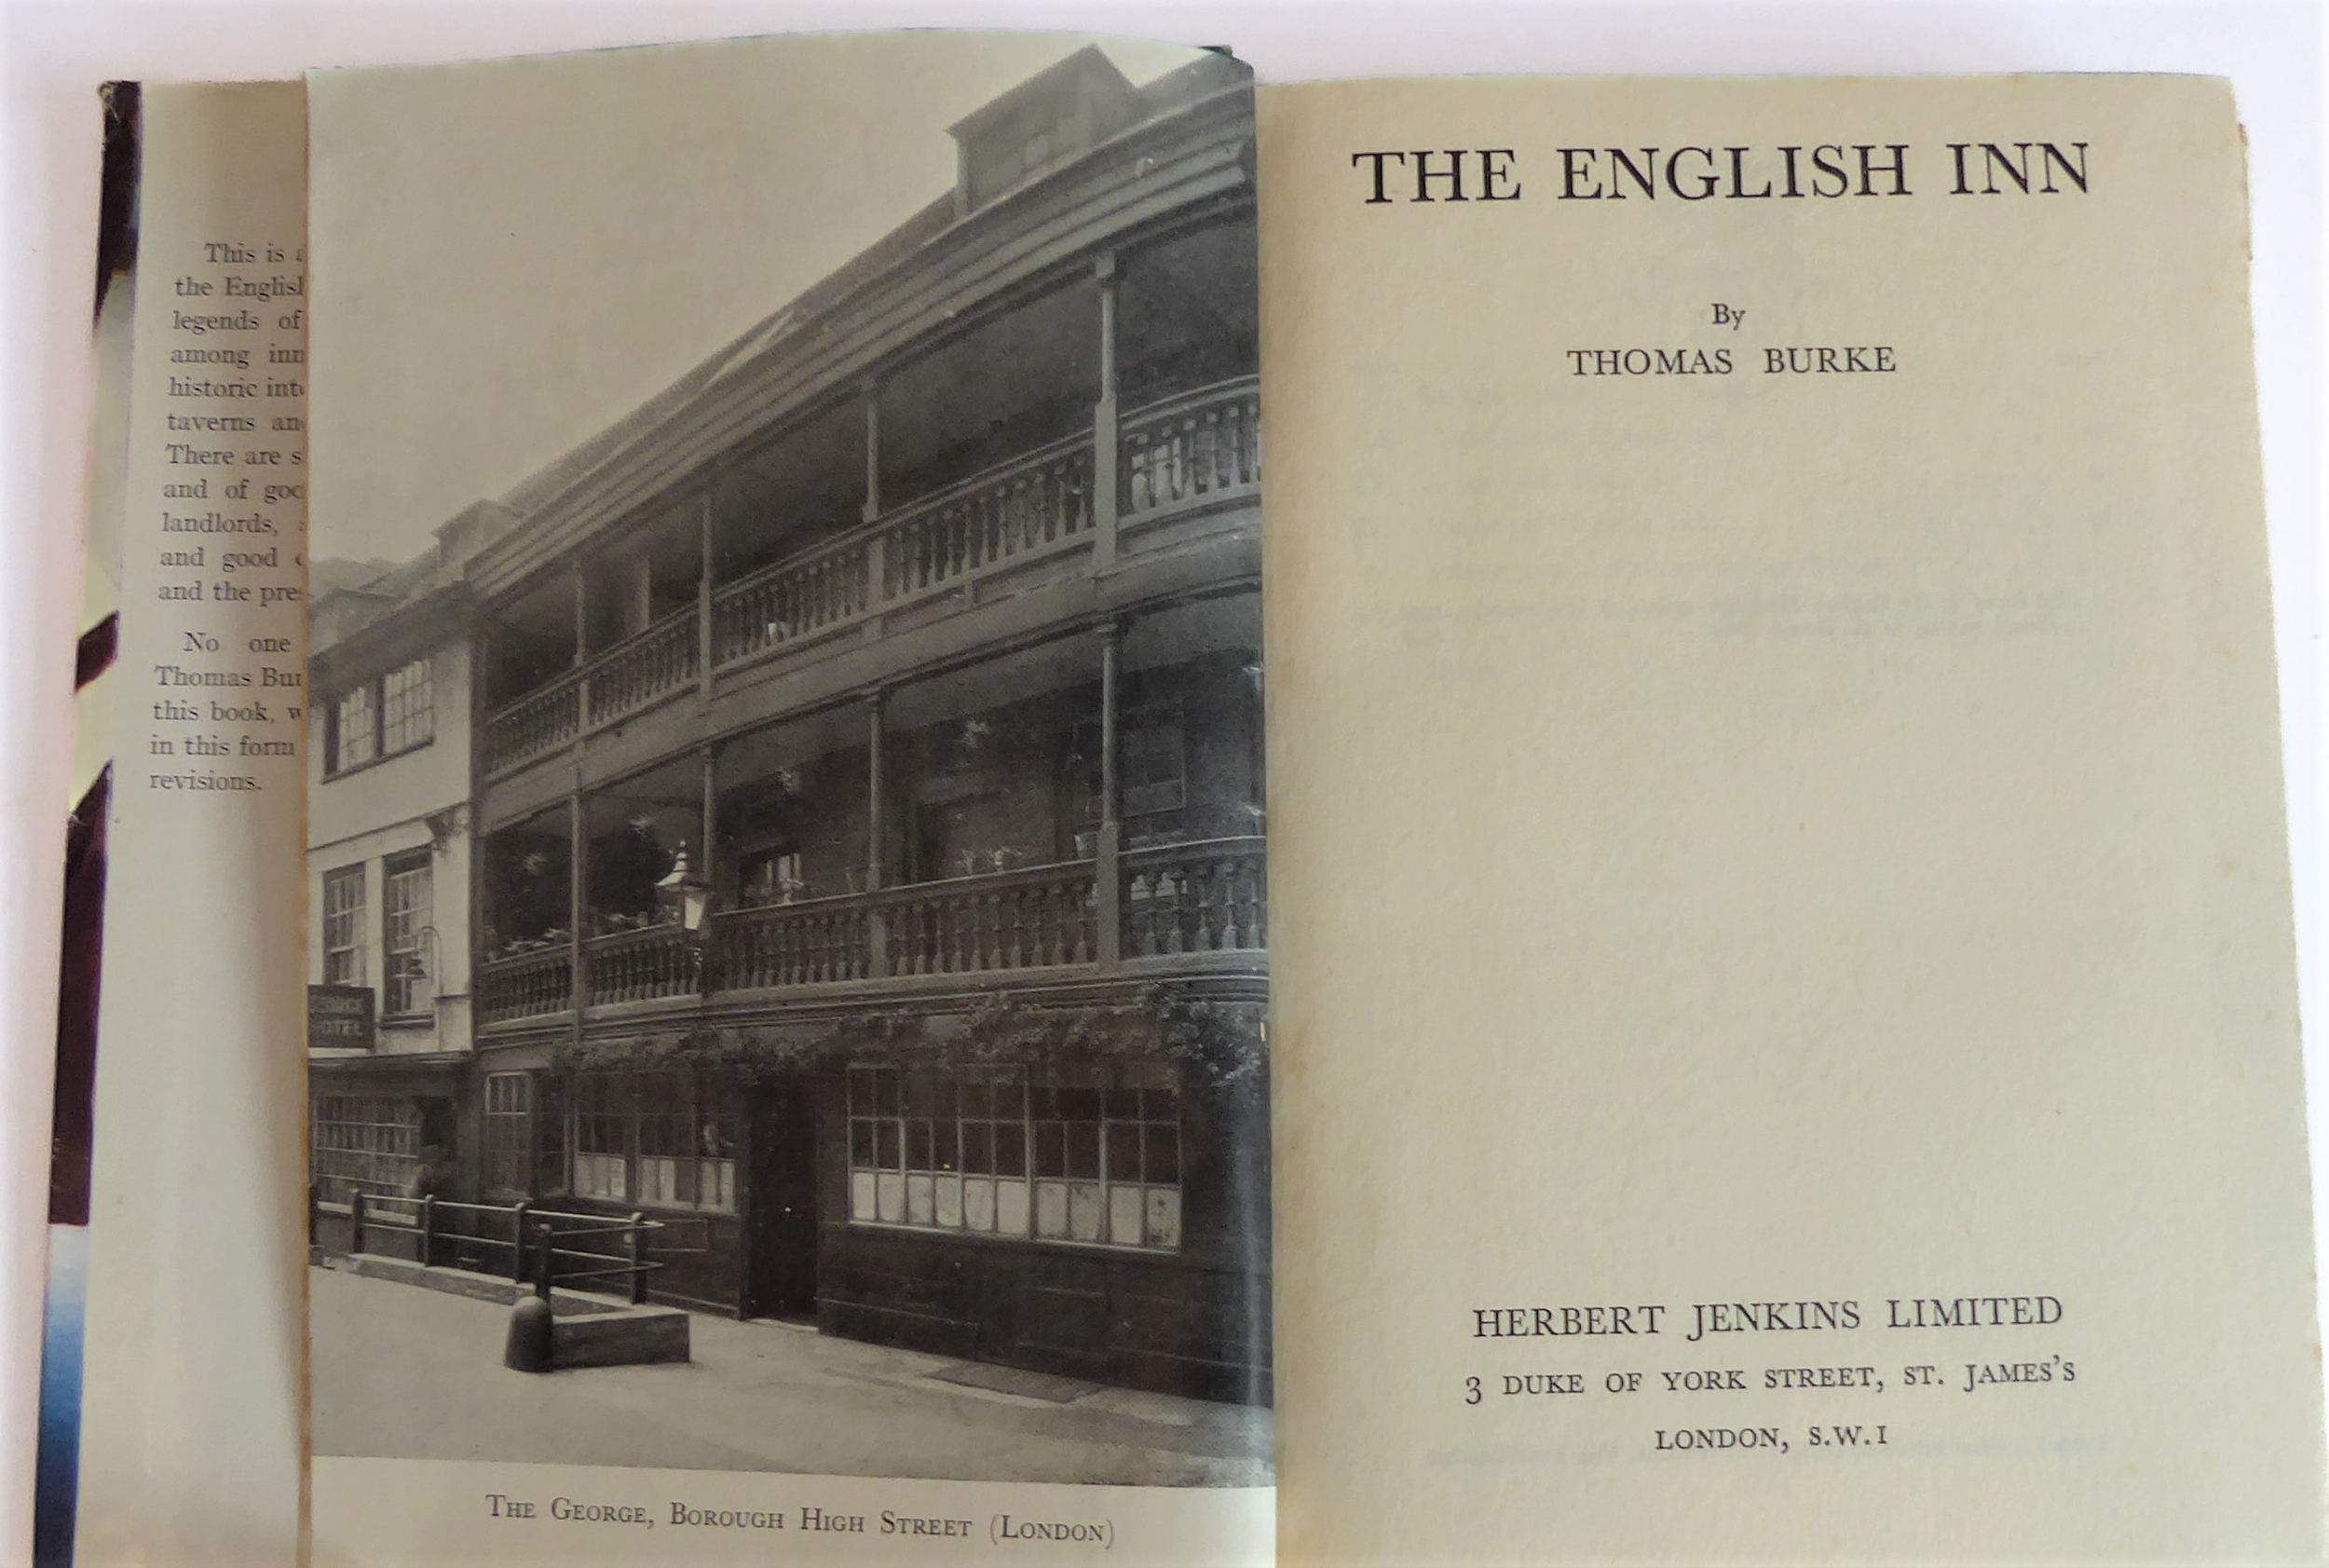 This is
the English
legends of
among inn
historic int
taverns an
There are s
and of goo
landlords,
and good
and the pre
No one
Thomas Bur
this book, w
in this form
revisions.
GEORGE
HOTEL
THE GEORGE, BOROUGH HIGH STREET (LONDON)
THE ENGLISH INN
By
THOMAS BURKE
HERBERT JENKINS LIMITED
3 DUKE OF YORK STREET, ST. JAMES'S
LONDON, S.W.1